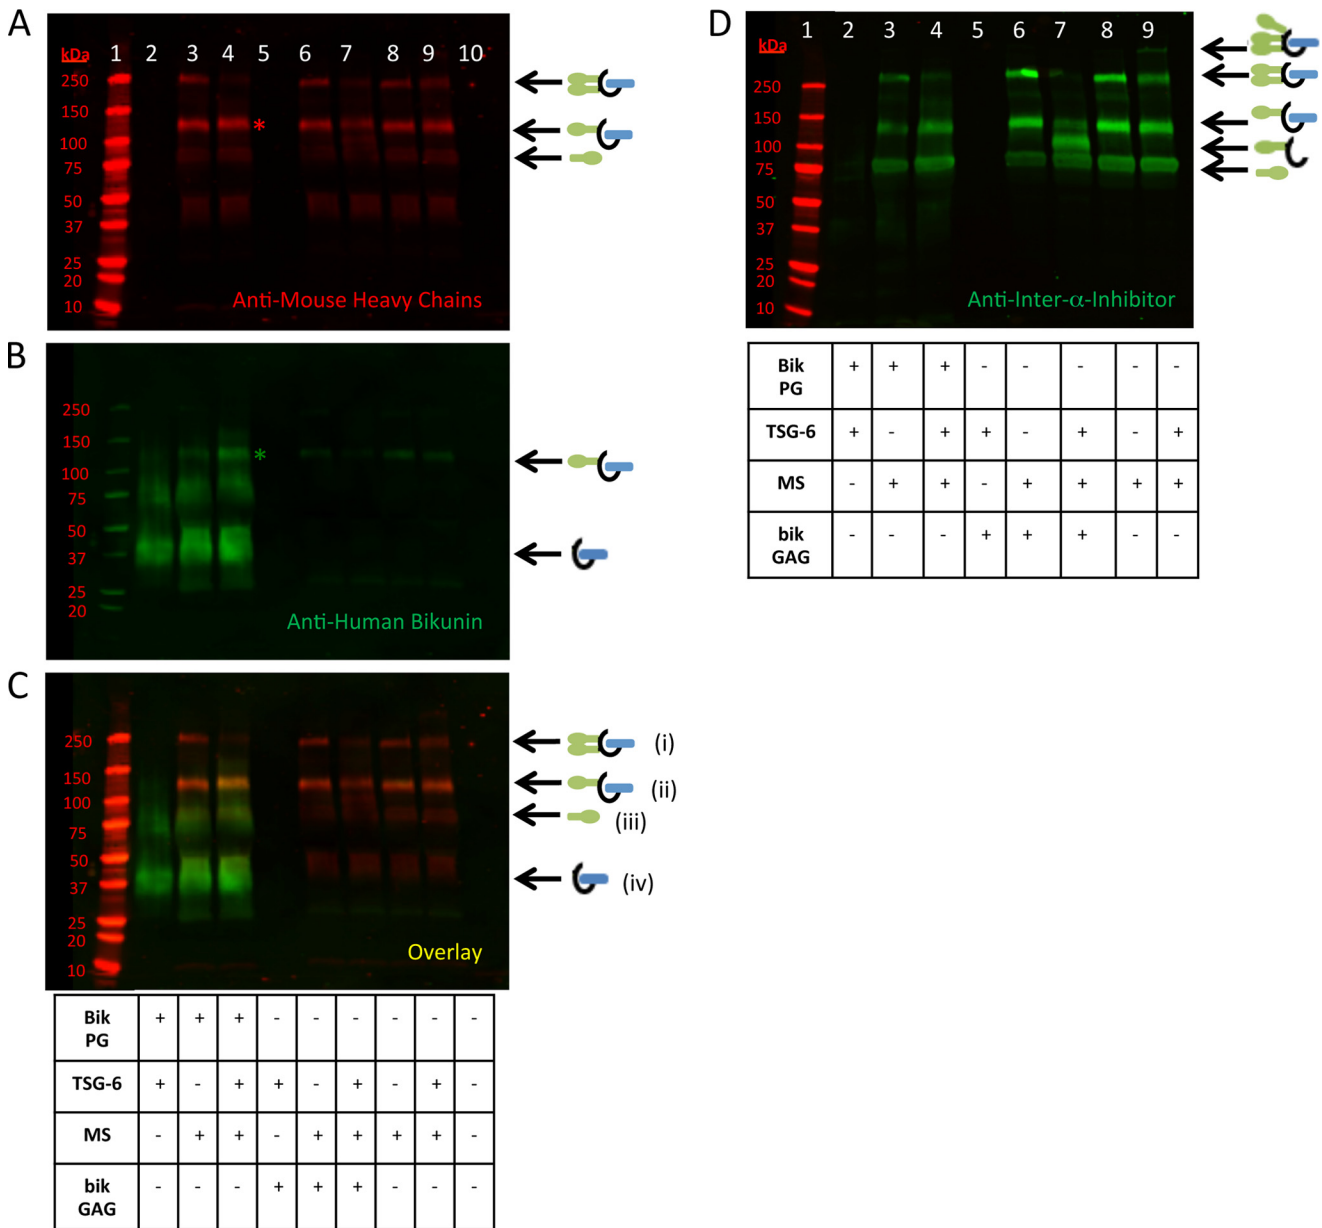 A
kDa
1 2 3 4 5 6 7 8 9 10
250
150
100
75
50
37
25
20
10
*
Anti-Mouse Heavy Chains
B
250
150
100
75
50
37
25
20
*
Anti-Human Bikunin
C
250
150
100
75
50
37
25
20
10
(i)
(ii)
(iii)
(iv)
Overlay
Bik PG + + + - - - - - -
TSG-6 + - + + - + - + -
MS - + + - + + + + -
bik GAG - - - + + + - - -
D
kDa
1 2 3 4 5 6 7 8 9
250
150
100
75
50
37
25
20
10
Anti-Inter-α-Inhibitor
Bik PG + + + - - - - -
TSG-6 + - + + - + - +
MS - + + - + + + +
bik GAG - - - + + + - -